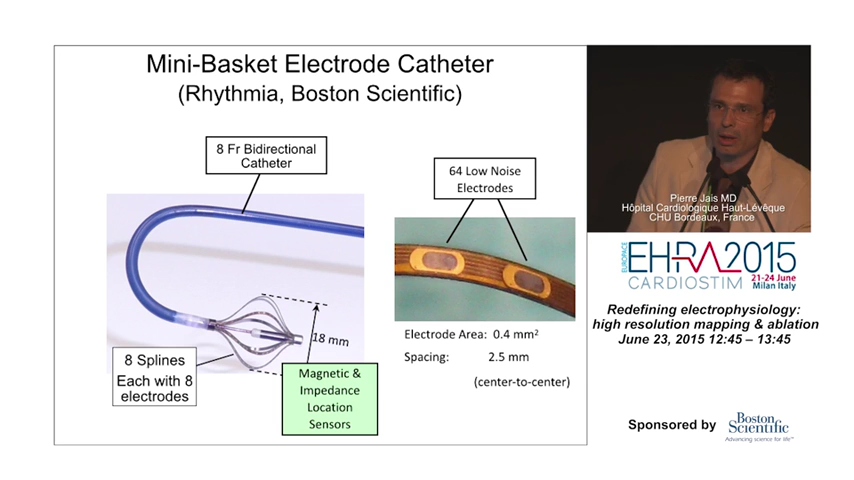 Mini-Basket Electrode Catheter
(Rhythmia, Boston Scientific)
8 Fr Bidirectional
Catheter
64 Low Noise
Electrodes
18 mm
8 Splines
Each with 8
electrodes
Magnetic &
Impedance
Location
Sensors
Electrode Area: 0.4 mm²
Spacing: 2.5 mm
(center-to-center)
Pierre Jais MD
Hôpital Cardiologique Haut-Lévêque
CHU Bordeaux, France
EUROPACE
EHRA2015
CARDIOSTIM
21-24 June
Milan Italy
Redefining electrophysiology:
high resolution mapping & ablation
June 23, 2015 12:45 – 13:45
Sponsored by
Boston
Scientific
Advancing science for life™